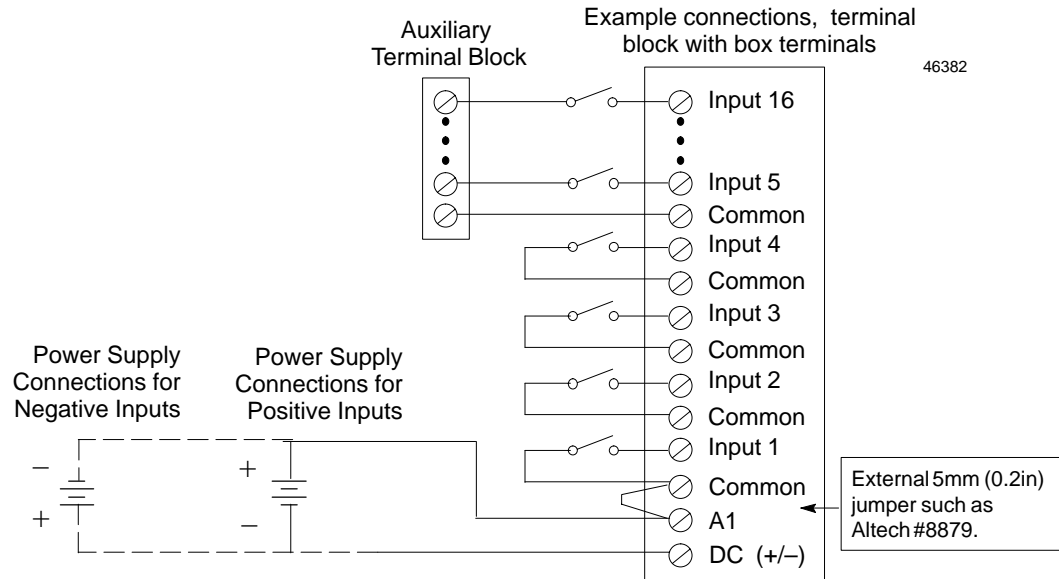 Example connections, terminal
block with box terminals
Auxiliary
Terminal Block
46382
Input 16
Input 5
Common
Input 4
Common
Input 3
Common
Input 2
Common
Input 1
Common
A1
DC (+/–)
Power Supply
Connections for
Negative Inputs
Power Supply
Connections for
Positive Inputs
–
+
+
–
External 5mm (0.2in)
jumper such as
Altech #8879.